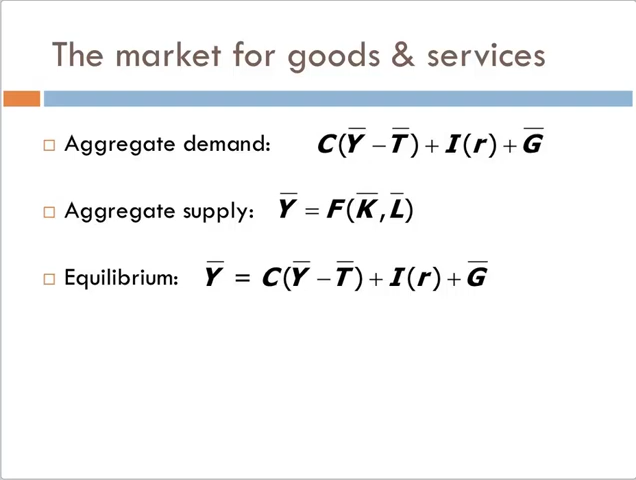 The market for goods & services
Aggregate demand: C(Y̅ − T̅) + I(r) + G̅
Aggregate supply: Y̅ = F(K̅, L̅)
Equilibrium: Y̅ = C(Y̅ − T̅) + I(r) + G̅